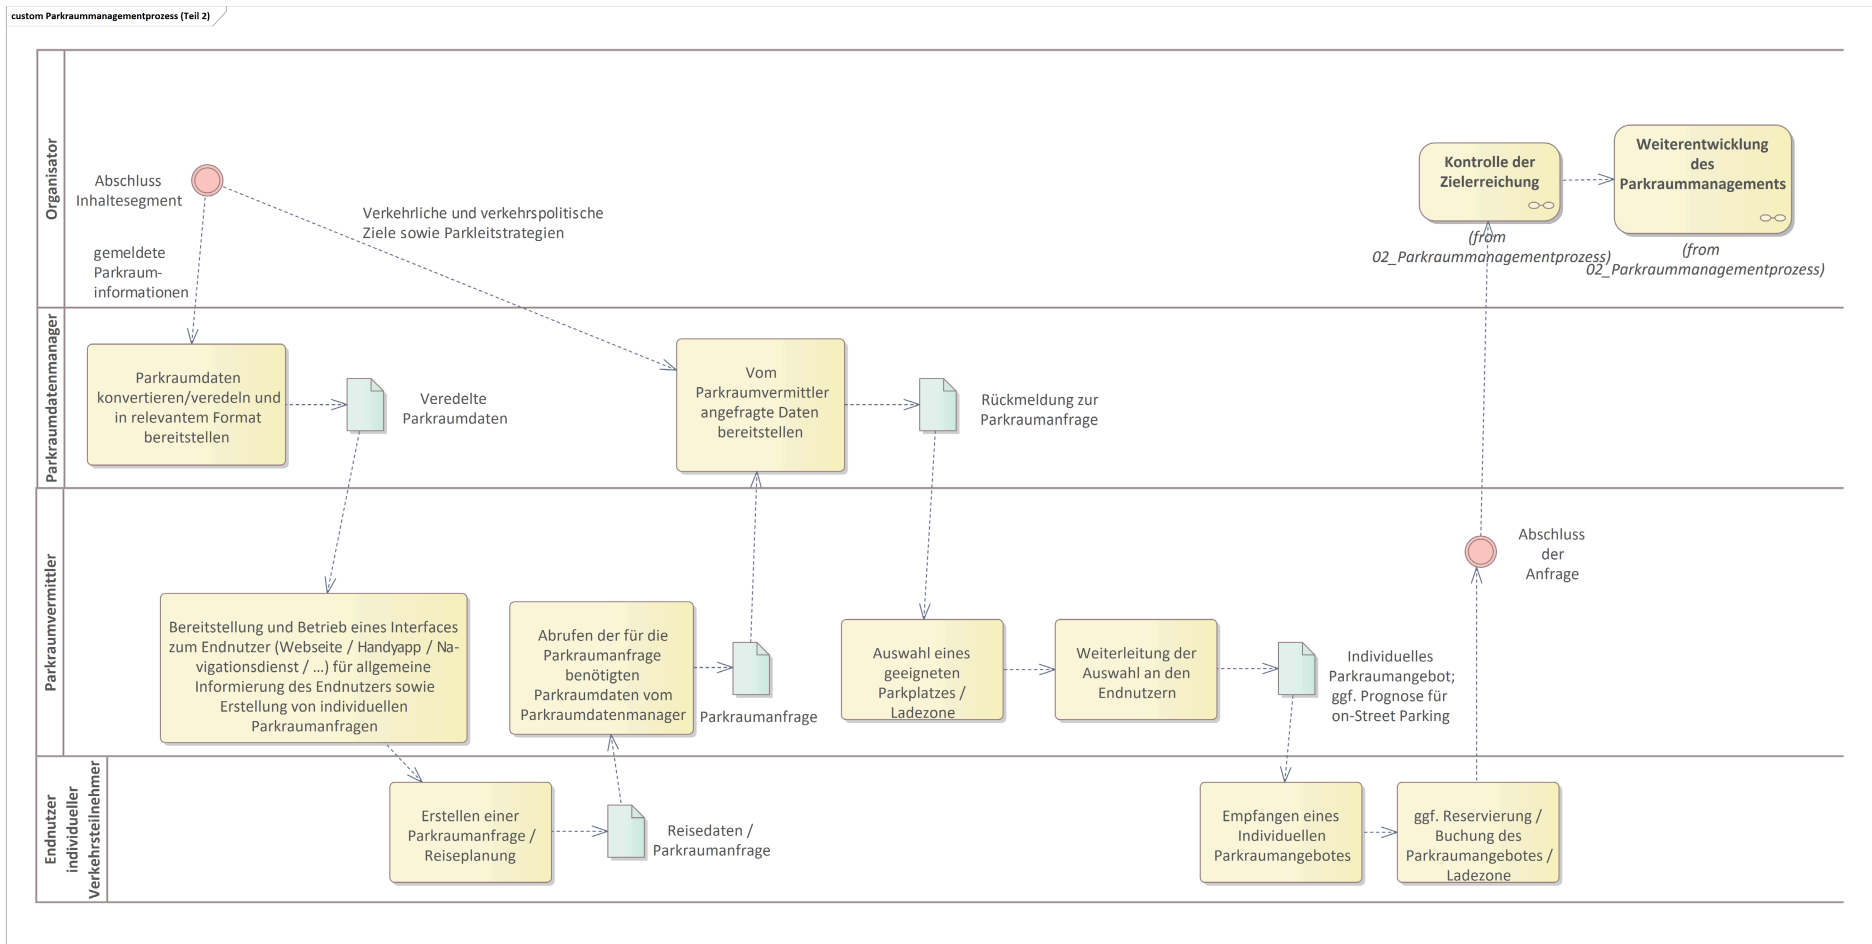 custom Parkraummanagementprozess (Teil 2)
Organisator
Abschluss
Inhaltesegment
gemeldete
Parkraum-
informationen
Verkehrliche und verkehrspolitische
Ziele sowie Parkleitstrategien
Kontrolle der
Zielerreichung
(from
02_Parkraummanagementprozess)
Weiterentwicklung
des
Parkraummanagements
(from
02_Parkraummanagementprozess)
Parkraumdatenmanager
Parkraumdaten
konvertieren/veredeln und
in relevantem Format
bereitstellen
Veredelte
Parkraumdaten
Vom
Parkraumvermittler
angefragte Daten
bereitstellen
Rückmeldung zur
Parkraumanfrage
Parkraumvermittler
Bereitstellung und Betrieb eines Interfaces
zum Endnutzer (Webseite / Handyapp / Na-
vigationsdienst / ...) für allgemeine
Informierung des Endnutzers sowie
Erstellung von individuellen
Parkraumanfragen
Abrufen der für die
Parkraumanfrage
benötigten
Parkraumdaten vom
Parkraumdatenmanager
Parkraumanfrage
Auswahl eines
geeigneten
Parkplatzes /
Ladezone
Weiterleitung der
Auswahl an den
Endnutzern
Individuelles
Parkraumangebot;
ggf. Prognose für
on-Street Parking
Abschluss
der
Anfrage
Endnutzer
individueller
Verkehrsteilnehmer
Erstellen einer
Parkraumanfrage /
Reiseplanung
Reisedaten /
Parkraumanfrage
Empfangen eines
Individuellen
Parkraumangebotes
ggf. Reservierung /
Buchung des
Parkraumangebotes /
Ladezone